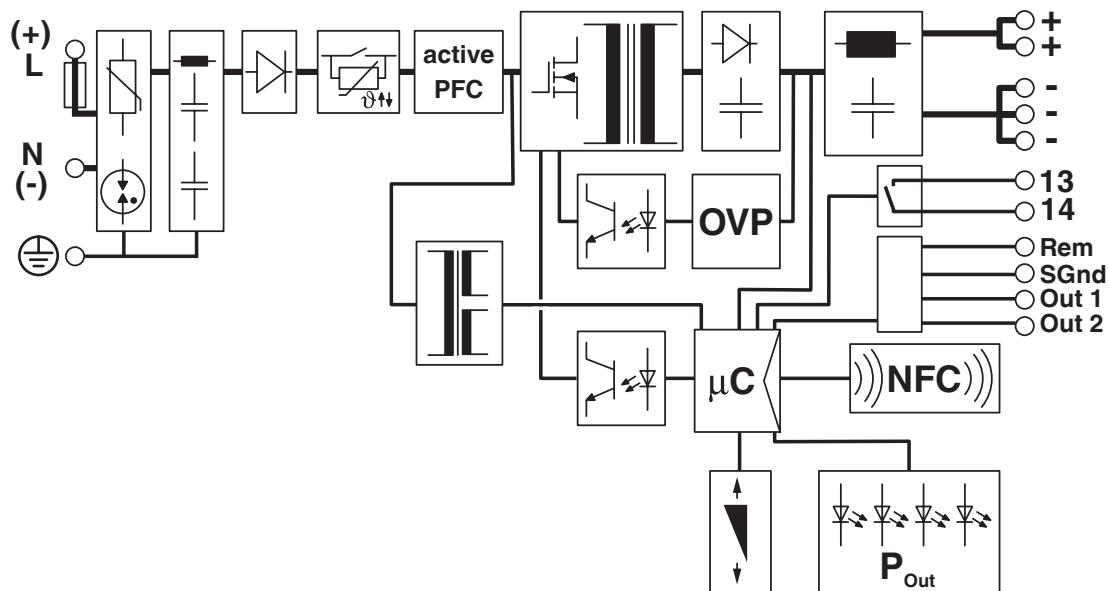 (+)
L
N
(-)
ϑ
active
PFC
+
+
-
-
-
13
14
OVP
Rem
SGnd
Out 1
Out 2
µC
NFC
P Out